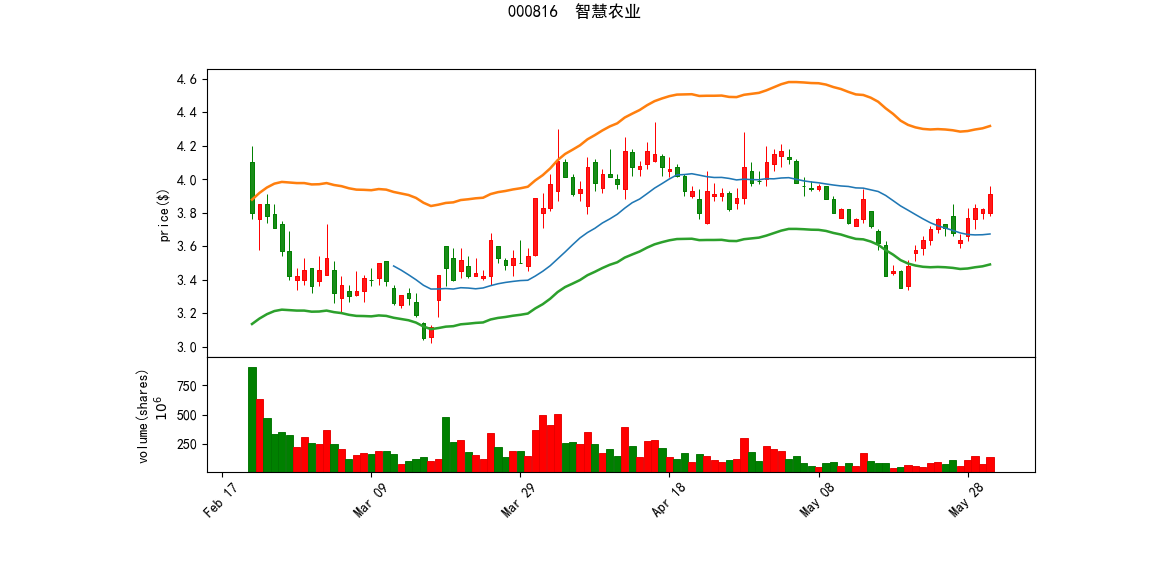 000816  智慧农业
price($)
4.6
4.4
4.2
4.0
3.8
3.6
3.4
3.2
3.0
volume(shares)
10^6
750
500
250
Feb 17
Mar 09
Mar 29
Apr 18
May 08
May 28